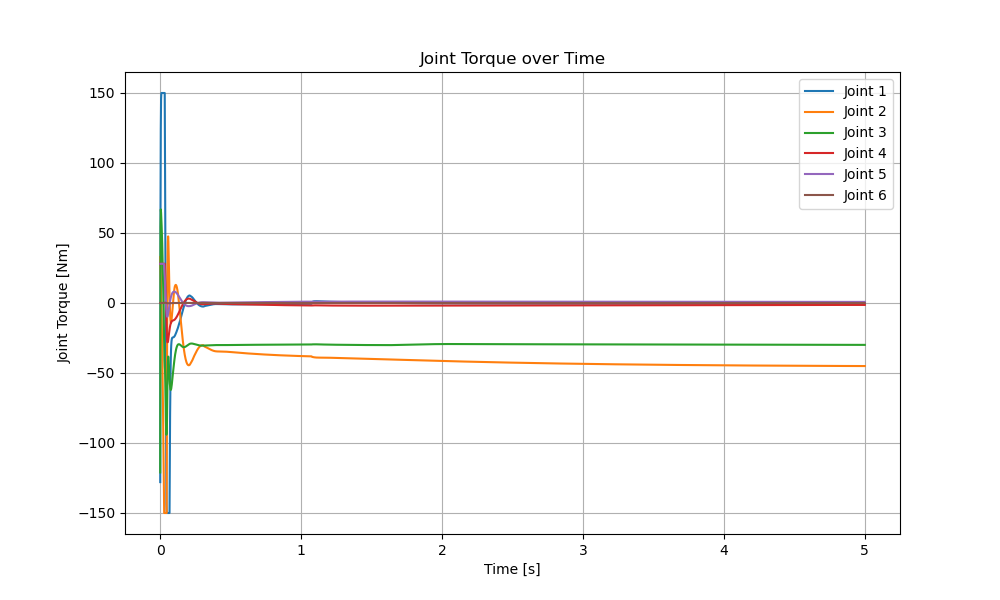 Joint Torque over Time
Joint Torque [Nm]
150
100
50
0
−50
−100
−150
Joint 1
Joint 2
Joint 3
Joint 4
Joint 5
Joint 6
0 1 2 3 4 5
Time [s]